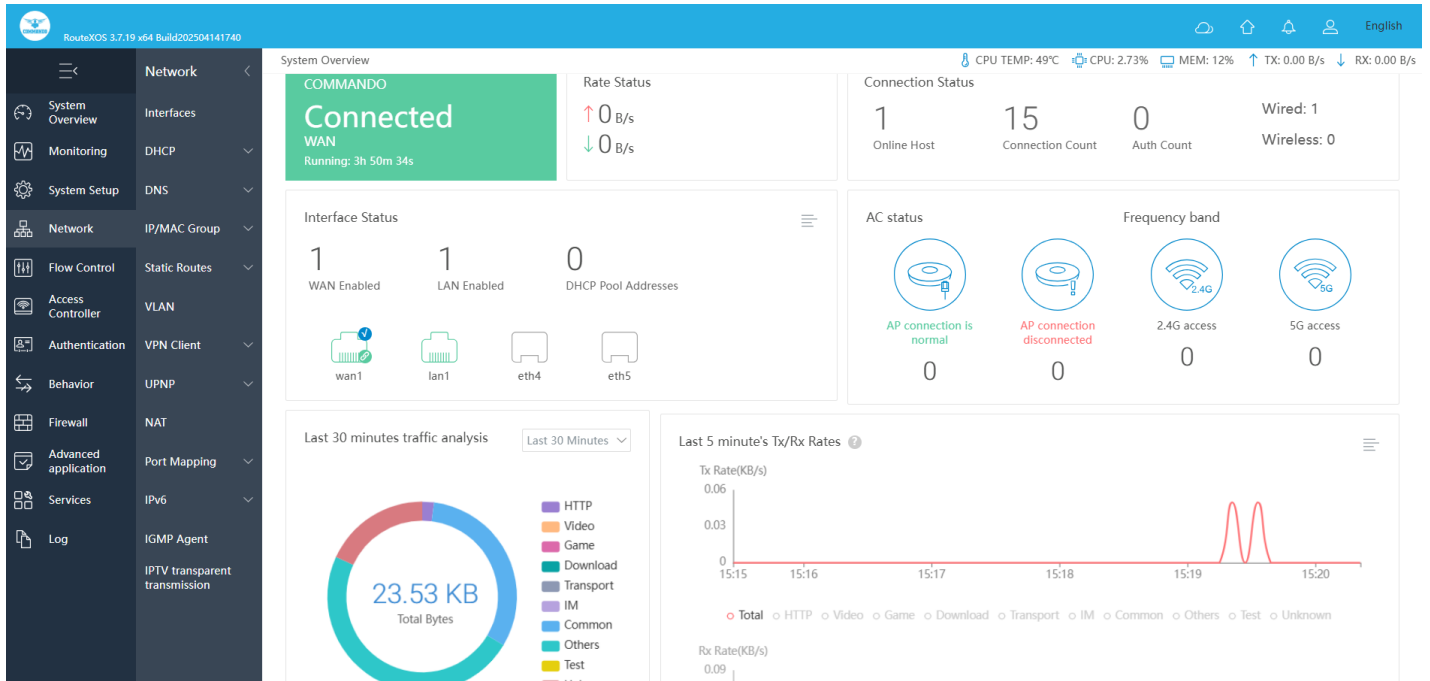 COMMANDO
RouteXOS 3.7.19 x64 Build202504141740
English
System Overview
CPU TEMP: 49℃
CPU: 2.73%
MEM: 12%
TX: 0.00 B/s
RX: 0.00 B/s
System
Overview
Monitoring
System Setup
Network
Flow Control
Access
Controller
Authentication
Behavior
Firewall
Advanced
application
Services
Log
Network
Interfaces
DHCP
DNS
IP/MAC Group
Static Routes
VLAN
VPN Client
UPNP
NAT
Port Mapping
IPv6
IGMP Agent
IPTV transparent
transmission
COMMANDO
Connected
WAN
Running: 3h 50m 34s
Rate Status
↑ 0 B/s
↓ 0 B/s
Connection Status
1
Online Host
15
Connection Count
0
Auth Count
Wired: 1
Wireless: 0
Interface Status
1
WAN Enabled
1
LAN Enabled
0
DHCP Pool Addresses
wan1
lan1
eth4
eth5
AC status
Frequency band
AP connection is
normal
0
AP connection
disconnected
0
2.4G
2.4G access
0
5G
5G access
0
Last 30 minutes traffic analysis
Last 30 Minutes
23.53 KB
Total Bytes
HTTP
Video
Game
Download
Transport
IM
Common
Others
Test
Last 5 minute's Tx/Rx Rates ?
Tx Rate(KB/s)
0.06
0.03
0
15:15 15:16 15:17 15:18 15:19 15:20
Total HTTP Video Game Download Transport IM Common Others Test Unknown
Rx Rate(KB/s)
0.09